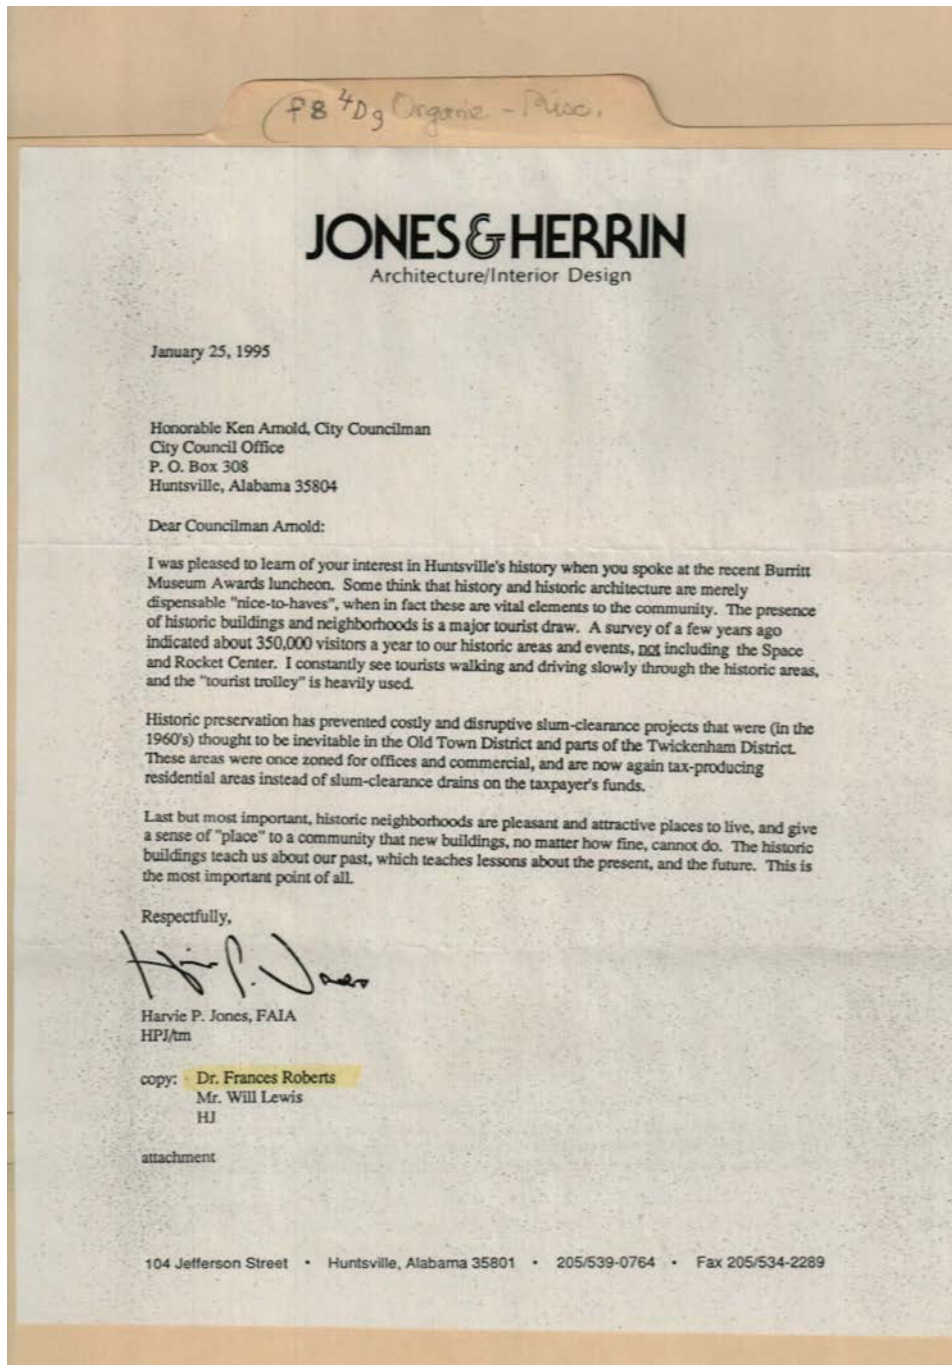 f8 4Dg Organic - Misc.
JONES & HERRIN
Architecture/Interior Design
January 25, 1995
Honorable Ken Arnold, City Councilman
City Council Office
P. O. Box 308
Huntsville, Alabama 35804
Dear Councilman Arnold:
I was pleased to learn of your interest in Huntsville's history when you spoke at the recent Burritt
Museum Awards luncheon. Some think that history and historic architecture are merely
dispensable "nice-to-haves", when in fact these are vital elements to the community. The presence
of historic buildings and neighborhoods is a major tourist draw. A survey of a few years ago
indicated about 350,000 visitors a year to our historic areas and events, not including the Space
and Rocket Center. I constantly see tourists walking and driving slowly through the historic areas,
and the "tourist trolley" is heavily used.
Historic preservation has prevented costly and disruptive slum-clearance projects that were (in the
1960's) thought to be inevitable in the Old Town District and parts of the Twickenham District.
These areas were once zoned for offices and commercial, and are now again tax-producing
residential areas instead of slum-clearance drains on the taxpayer's funds.
Last but most important, historic neighborhoods are pleasant and attractive places to live, and give
a sense of "place" to a community that new buildings, no matter how fine, cannot do. The historic
buildings teach us about our past, which teaches lessons about the present, and the future. This is
the most important point of all.
Respectfully,
Harvie P. Jones
Harvie P. Jones, FAIA
HPJ/tm
copy: Dr. Frances Roberts
Mr. Will Lewis
HJ
attachment
104 Jefferson Street • Huntsville, Alabama 35801 • 205/539-0764 • Fax 205/534-2289